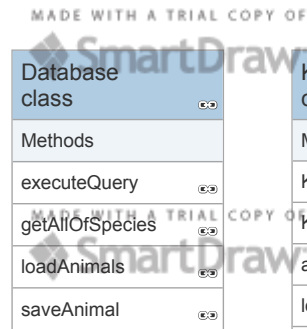 MADE WITH A TRIAL COPY OF
SmartDraw
Database
class
Methods
executeQuery
getAllOfSpecies
MADE WITH A TRIAL COPY OF
loadAnimals
SmartDraw
saveAnimal